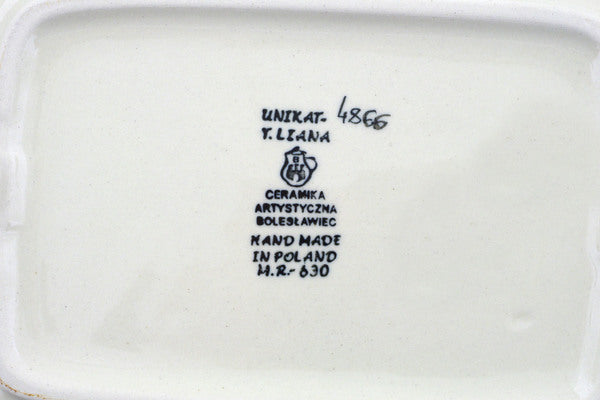 UNIKAT- 4866
T. LIANA
B
CERAMIKA
ARTYSTYCZNA
BOLESŁAWIEC
HAND MADE
IN POLAND
M.R.- 630